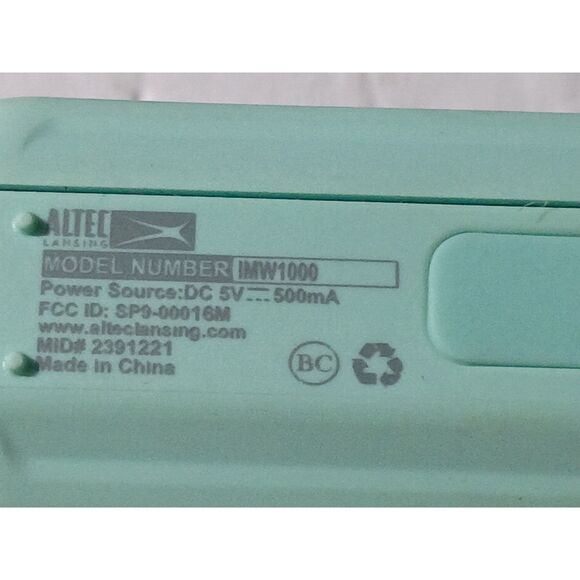 ALTEC
LANSING
MODEL NUMBER IMW1000
Power Source:DC 5V⎓500mA
FCC ID: SP9-00016M
www.alteclansing.com
MID# 2391221
Made in China
BC